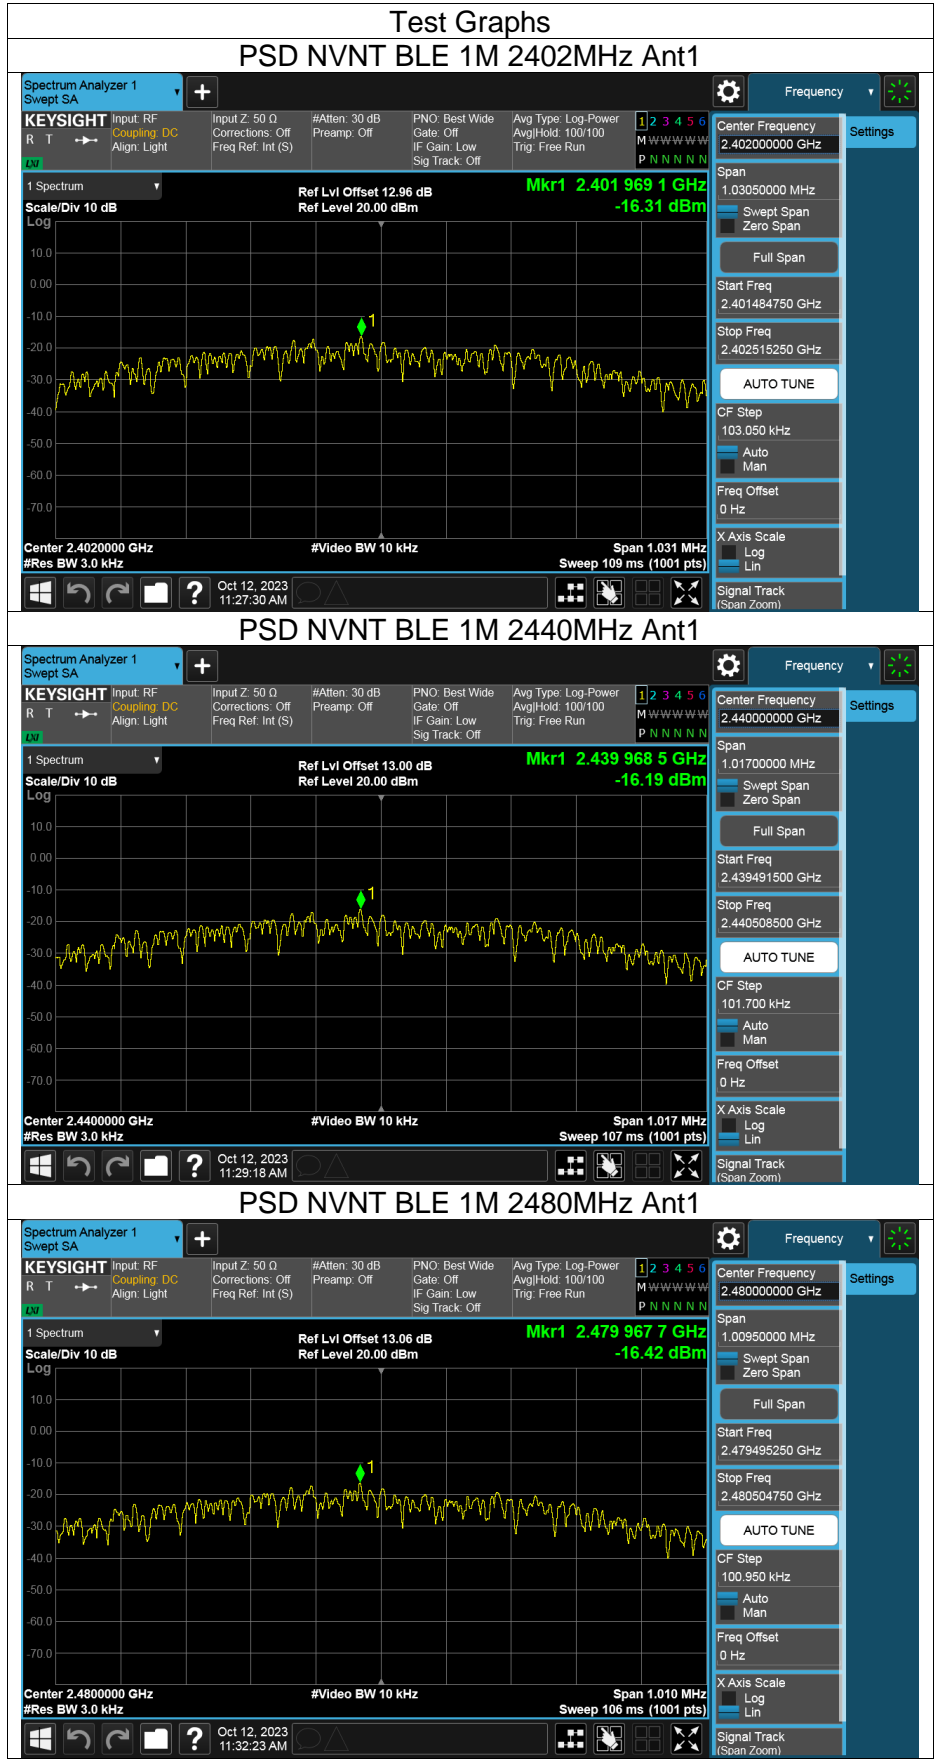 Test Graphs
PSD NVNT BLE 1M 2402MHz Ant1
Spectrum Analyzer 1
Swept SA
+
Frequency
KEYSIGHT
R T
LXI
Input: RF
Coupling: DC
Align: Light
Input Z: 50 Ω
Corrections: Off
Freq Ref: Int (S)
#Atten: 30 dB
Preamp: Off
PNO: Best Wide
Gate: Off
IF Gain: Low
Sig Track: Off
Avg Type: Log-Power
Avg|Hold: 100/100
Trig: Free Run
1 2 3 4 5 6
M W W W W W
P N N N N N
Settings
Center Frequency
2.402000000 GHz
Span
1.03050000 MHz
Swept Span
Zero Span
Full Span
Start Freq
2.401484750 GHz
Stop Freq
2.402515250 GHz
AUTO TUNE
CF Step
103.050 kHz
Auto
Man
Freq Offset
0 Hz
X Axis Scale
Log
Lin
Signal Track
(Span Zoom)
1 Spectrum
Scale/Div 10 dB
Log
Ref Lvl Offset 12.96 dB
Ref Level 20.00 dBm
Mkr1 2.401 969 1 GHz
-16.31 dBm
10.0
0.00
-10.0
-20.0
-30.0
-40.0
-50.0
-60.0
-70.0
1
Center 2.4020000 GHz
#Res BW 3.0 kHz
#Video BW 10 kHz
Span 1.031 MHz
Sweep 109 ms (1001 pts)
?
Oct 12, 2023
11:27:30 AM
PSD NVNT BLE 1M 2440MHz Ant1
Spectrum Analyzer 1
Swept SA
+
Frequency
KEYSIGHT
R T
LXI
Input: RF
Coupling: DC
Align: Light
Input Z: 50 Ω
Corrections: Off
Freq Ref: Int (S)
#Atten: 30 dB
Preamp: Off
PNO: Best Wide
Gate: Off
IF Gain: Low
Sig Track: Off
Avg Type: Log-Power
Avg|Hold: 100/100
Trig: Free Run
1 2 3 4 5 6
M W W W W W
P N N N N N
Settings
Center Frequency
2.440000000 GHz
Span
1.01700000 MHz
Swept Span
Zero Span
Full Span
Start Freq
2.439491500 GHz
Stop Freq
2.440508500 GHz
AUTO TUNE
CF Step
101.700 kHz
Auto
Man
Freq Offset
0 Hz
X Axis Scale
Log
Lin
Signal Track
(Span Zoom)
1 Spectrum
Scale/Div 10 dB
Log
Ref Lvl Offset 13.00 dB
Ref Level 20.00 dBm
Mkr1 2.439 968 5 GHz
-16.19 dBm
10.0
0.00
-10.0
-20.0
-30.0
-40.0
-50.0
-60.0
-70.0
1
Center 2.4400000 GHz
#Res BW 3.0 kHz
#Video BW 10 kHz
Span 1.017 MHz
Sweep 107 ms (1001 pts)
?
Oct 12, 2023
11:29:18 AM
PSD NVNT BLE 1M 2480MHz Ant1
Spectrum Analyzer 1
Swept SA
+
Frequency
KEYSIGHT
R T
LXI
Input: RF
Coupling: DC
Align: Light
Input Z: 50 Ω
Corrections: Off
Freq Ref: Int (S)
#Atten: 30 dB
Preamp: Off
PNO: Best Wide
Gate: Off
IF Gain: Low
Sig Track: Off
Avg Type: Log-Power
Avg|Hold: 100/100
Trig: Free Run
1 2 3 4 5 6
M W W W W W
P N N N N N
Settings
Center Frequency
2.480000000 GHz
Span
1.00950000 MHz
Swept Span
Zero Span
Full Span
Start Freq
2.479495250 GHz
Stop Freq
2.480504750 GHz
AUTO TUNE
CF Step
100.950 kHz
Auto
Man
Freq Offset
0 Hz
X Axis Scale
Log
Lin
Signal Track
(Span Zoom)
1 Spectrum
Scale/Div 10 dB
Log
Ref Lvl Offset 13.06 dB
Ref Level 20.00 dBm
Mkr1 2.479 967 7 GHz
-16.42 dBm
10.0
0.00
-10.0
-20.0
-30.0
-40.0
-50.0
-60.0
-70.0
1
Center 2.4800000 GHz
#Res BW 3.0 kHz
#Video BW 10 kHz
Span 1.010 MHz
Sweep 106 ms (1001 pts)
?
Oct 12, 2023
11:32:23 AM